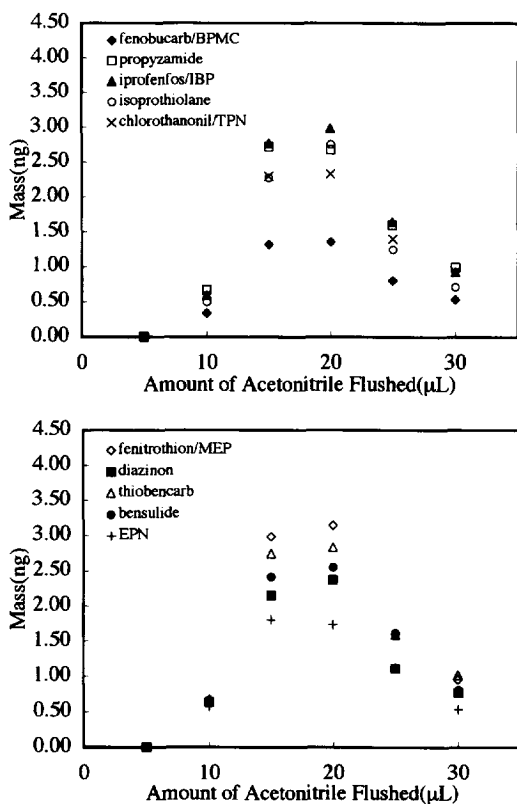 4.50
4.00
3.50
3.00
2.50
2.00
1.50
1.00
0.50
0.00
Mass(ng)
fenobucarb/BPMC
propyzamide
iprofenfos/IBP
isoprothiolane
chlorothanonil/TPN
0 10 20 30
Amount of Acetonitrile Flushed(μL)
4.50
4.00
3.50
3.00
2.50
2.00
1.50
1.00
0.50
0.00
Mass(ng)
fenitrothion/MEP
diazinon
thiobencarb
bensulide
EPN
0 10 20 30
Amount of Acetonitrile Flushed(μL)